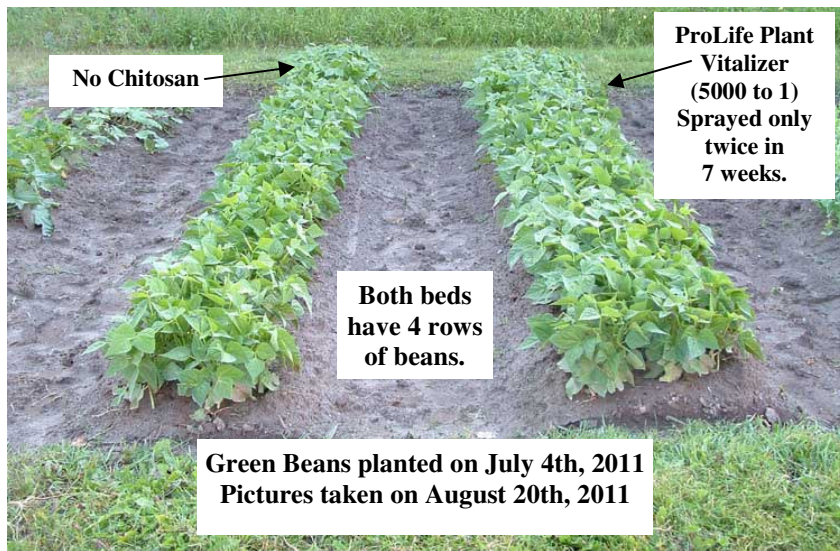 No Chitosan
ProLife Plant
Vitalizer
(5000 to 1)
Sprayed only
twice in
7 weeks.
Both beds
have 4 rows
of beans.
Green Beans planted on July 4th, 2011
Pictures taken on August 20th, 2011